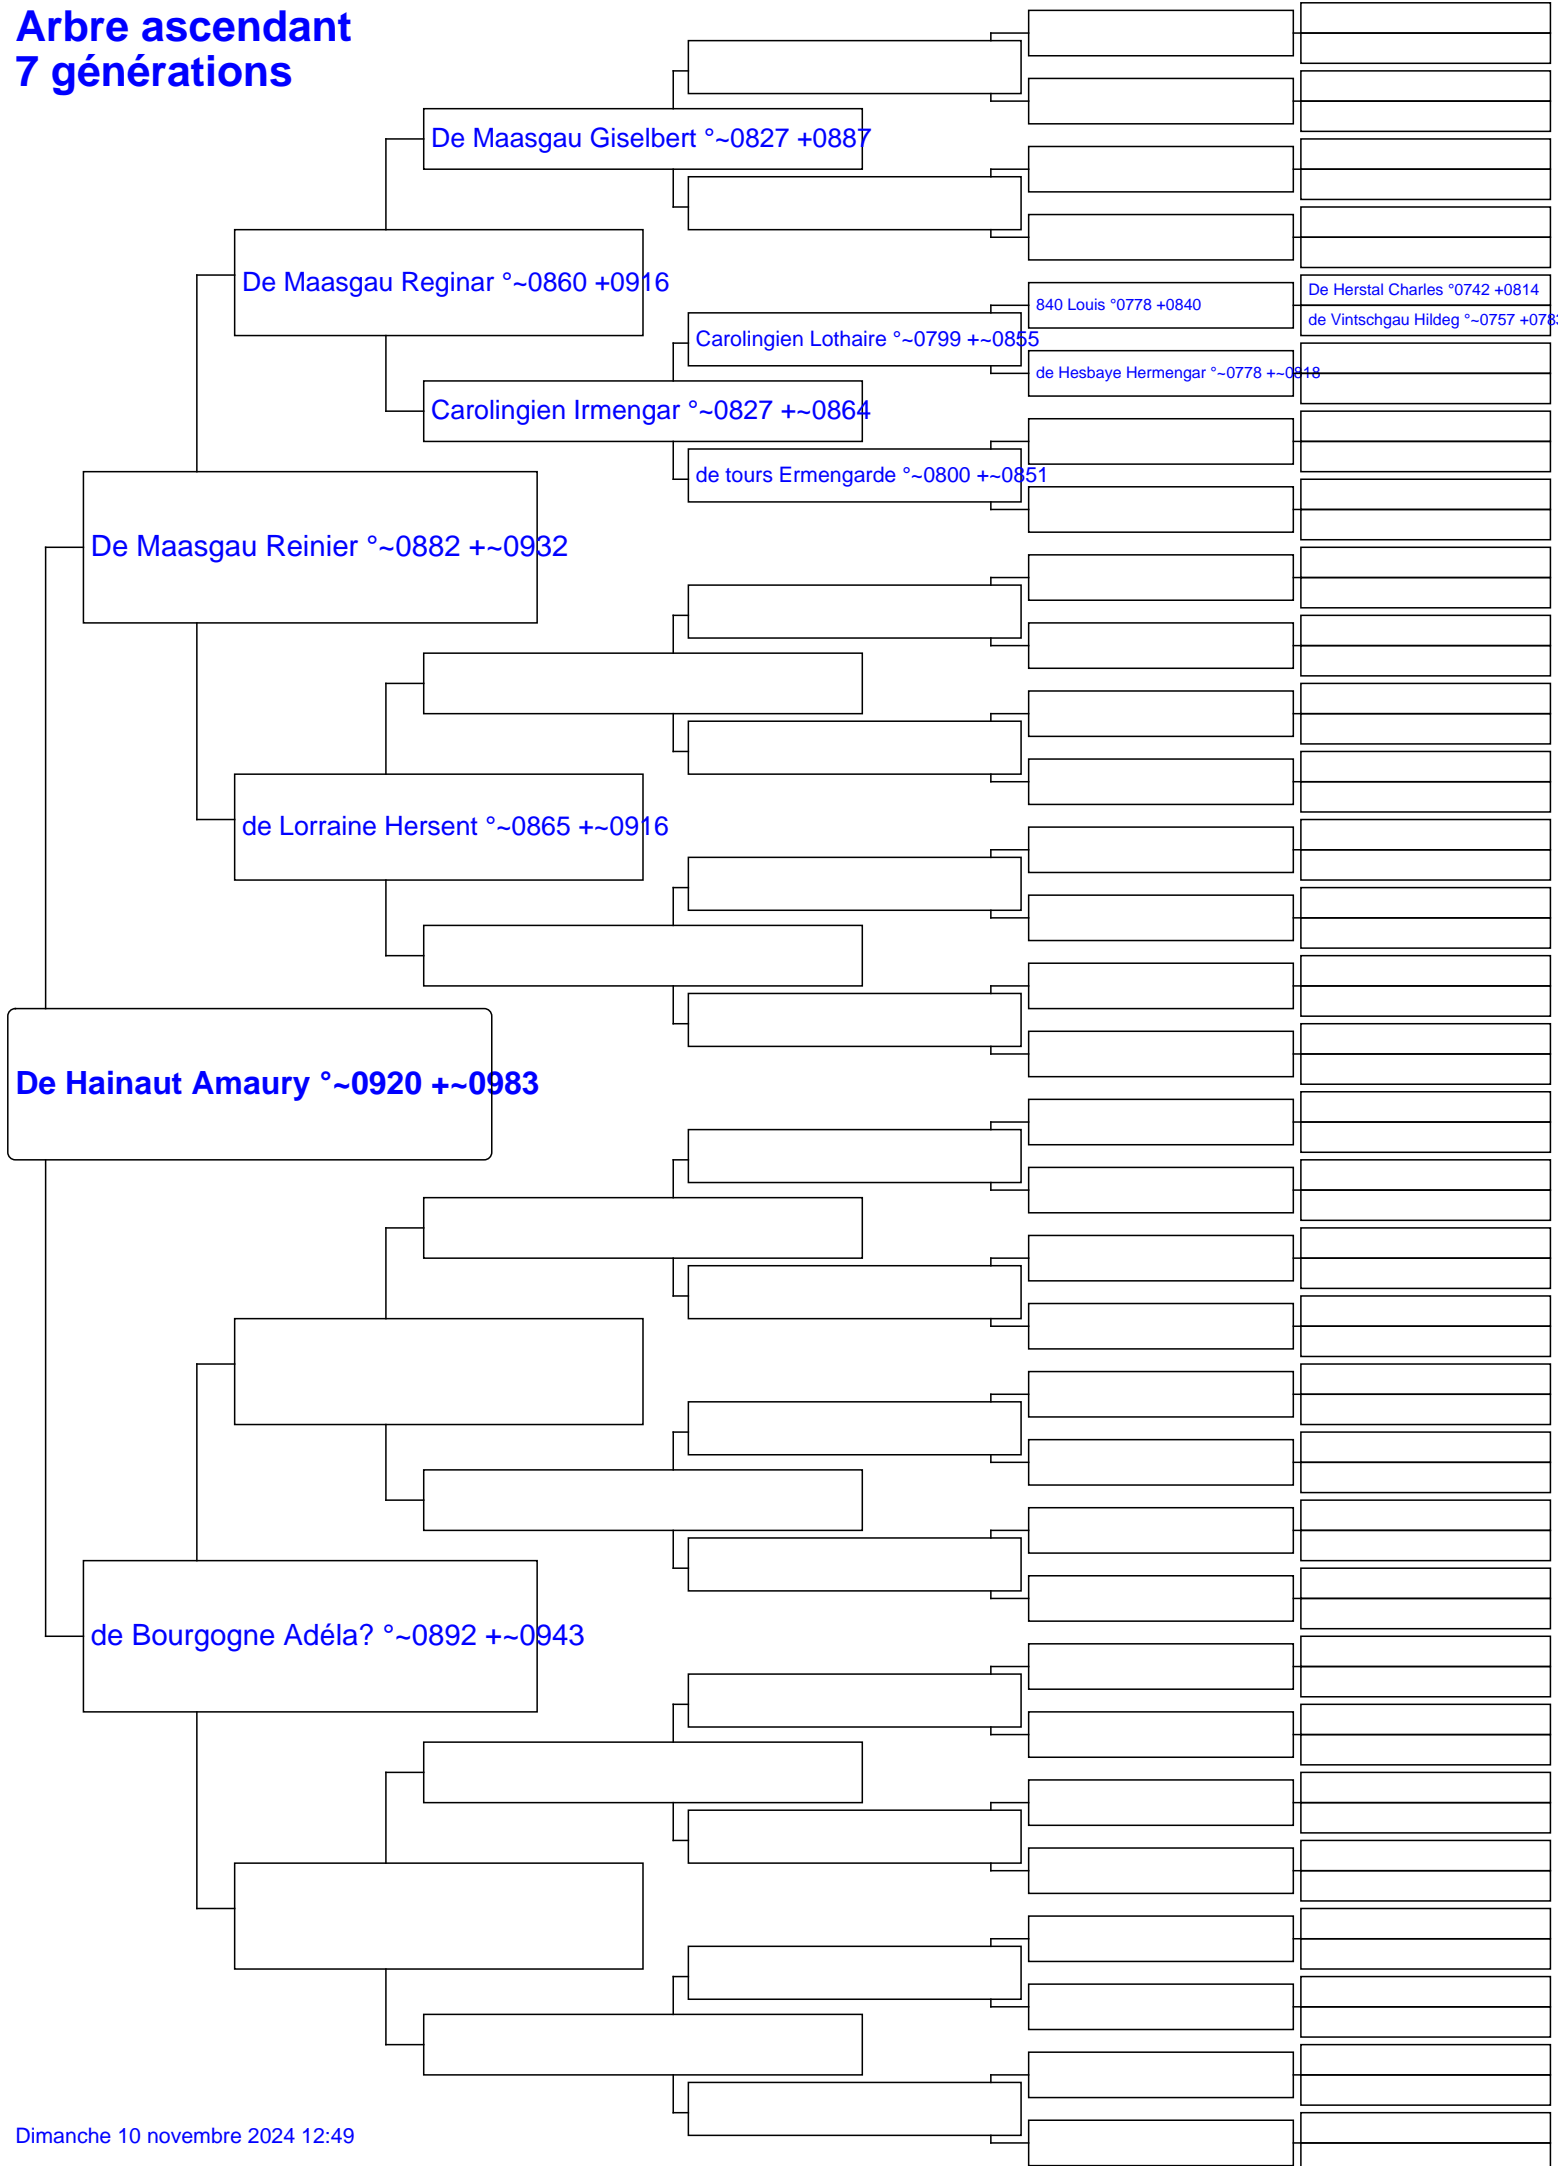 Arbre ascendant
7 générations
De Maasgau Giselbert °~0827 +0887
De Maasgau Reginar °~0860 +0916
De Herstal Charles °0742 +0814
840 Louis °0778 +0840
de Vintschgau Hildeg °~0757 +0783
Carolingien Lothaire °~0799 +~0855
de Hesbaye Hermengar °~0778 +~0818
Carolingien Irmengar °~0827 +~0864
de tours Ermengarde °~0800 +~0851
De Maasgau Reinier °~0882 +~0932
de Lorraine Hersent °~0865 +~0916
De Hainaut Amaury °~0920 +~0983
de Bourgogne Adéla? °~0892 +~0943
Dimanche 10 novembre 2024 12:49